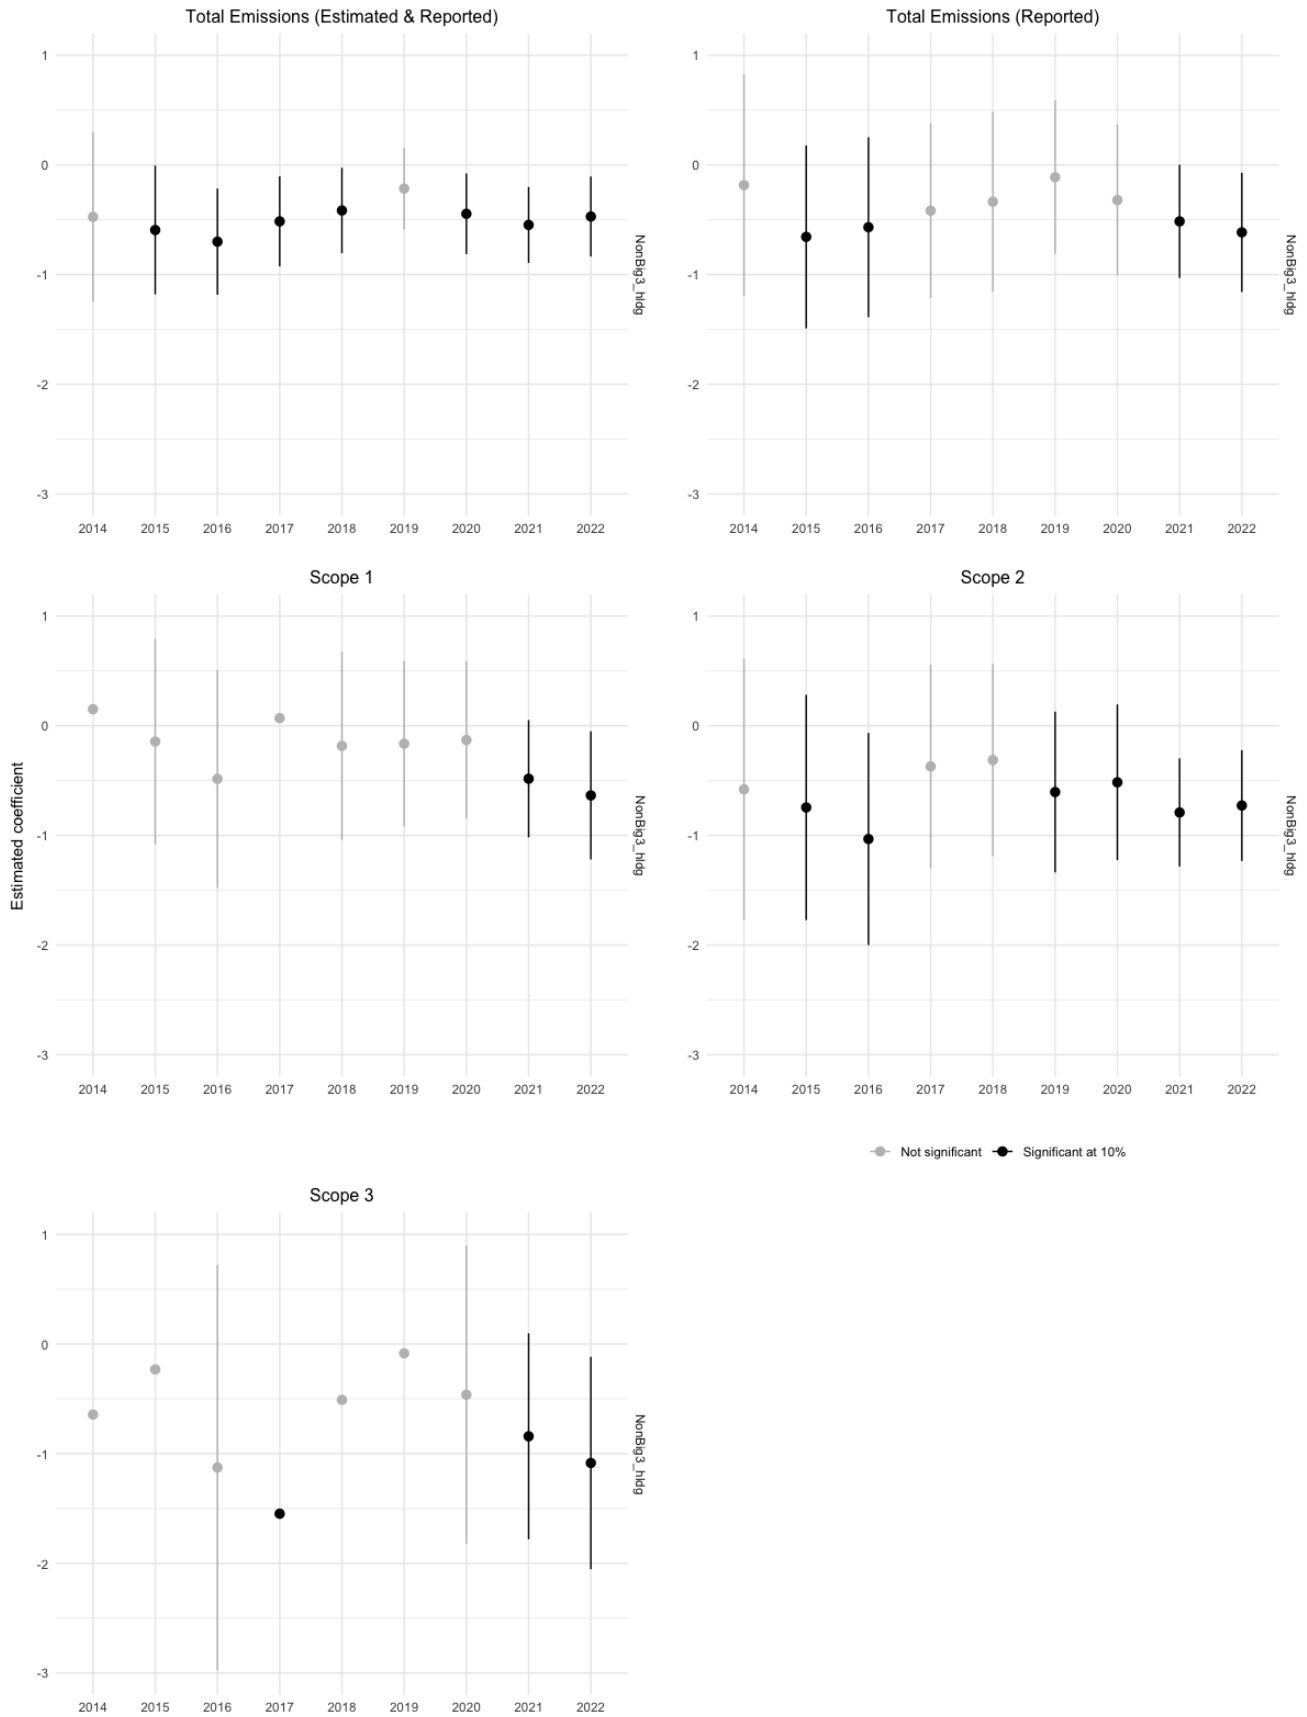 Total Emissions (Estimated & Reported)
1
0
-1
-2
-3
2014 2015 2016 2017 2018 2019 2020 2021 2022
NonBig3_hldg
Total Emissions (Reported)
1
0
-1
-2
-3
2014 2015 2016 2017 2018 2019 2020 2021 2022
NonBig3_hldg
Estimated coefficient
Scope 1
1
0
-1
-2
-3
2014 2015 2016 2017 2018 2019 2020 2021 2022
NonBig3_hldg
Scope 2
1
0
-1
-2
-3
2014 2015 2016 2017 2018 2019 2020 2021 2022
NonBig3_hldg
Not significant Significant at 10%
Scope 3
1
0
-1
-2
-3
2014 2015 2016 2017 2018 2019 2020 2021 2022
NonBig3_hldg